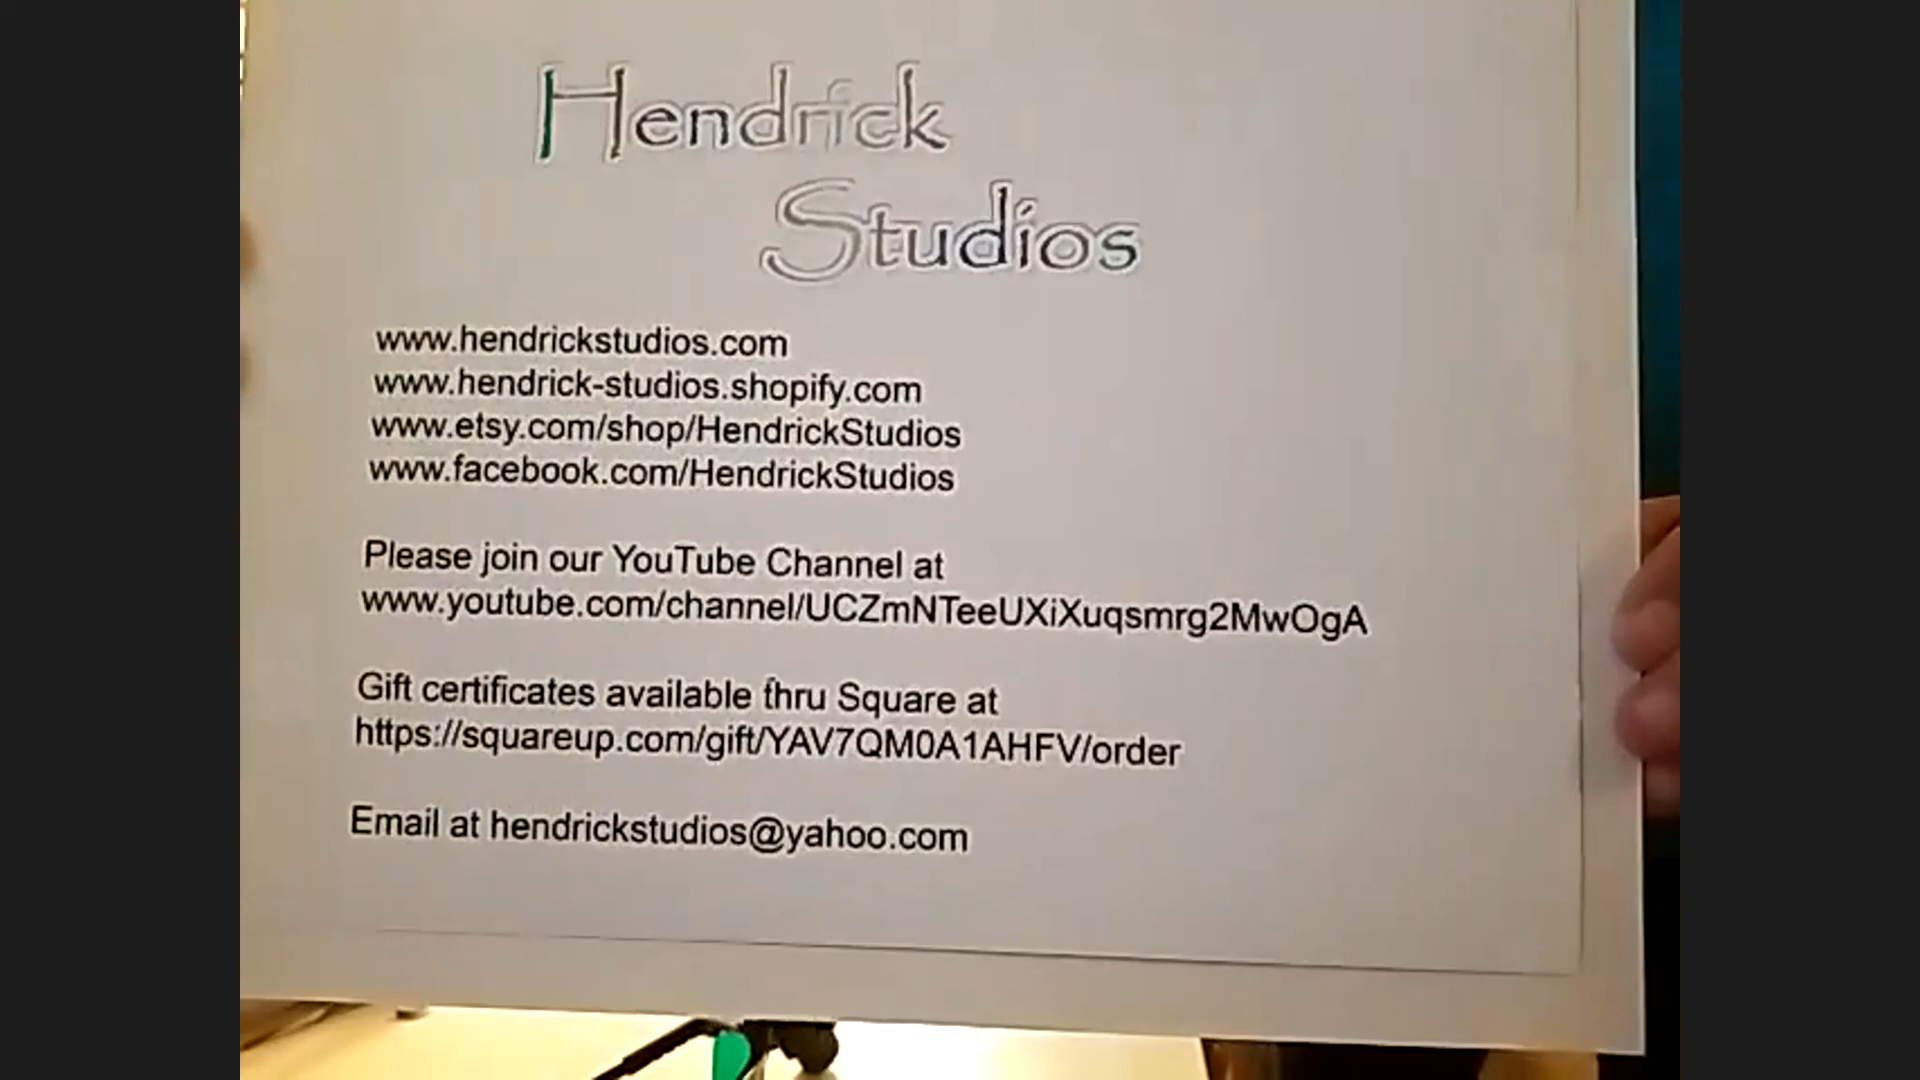 Hendrick
Studios
www.hendrickstudios.com
www.hendrick-studios.shopify.com
www.etsy.com/shop/HendrickStudios
www.facebook.com/HendrickStudios
Please join our YouTube Channel at
www.youtube.com/channel/UCZmNTeeUXiXuqsmrg2MwOgA
Gift certificates available thru Square at
https://squareup.com/gift/YAV7QM0A1AHFV/order
Email at hendrickstudios@yahoo.com